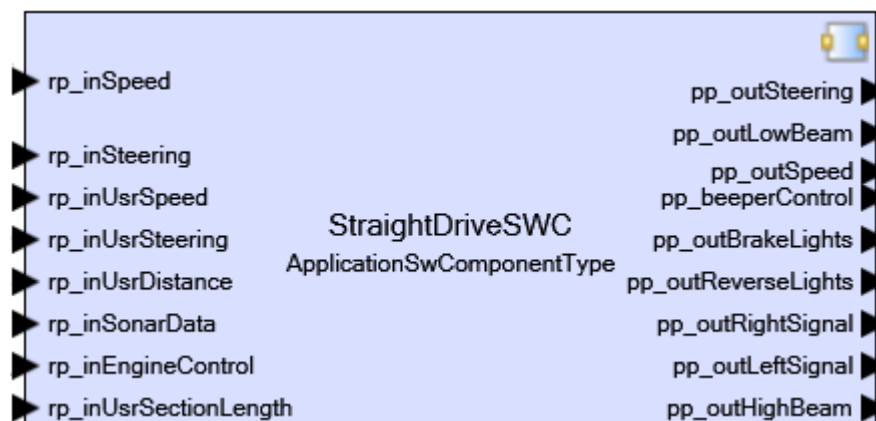 rp_inSpeed
rp_inSteering
rp_inUsrSpeed
rp_inUsrSteering
rp_inUsrDistance
rp_inSonarData
rp_inEngineControl
rp_inUsrSectionLength
StraightDriveSWC
ApplicationSwComponentType
pp_outSteering
pp_outLowBeam
pp_outSpeed
pp_beeperControl
pp_outBrakeLights
pp_outReverseLights
pp_outRightSignal
pp_outLeftSignal
pp_outHighBeam